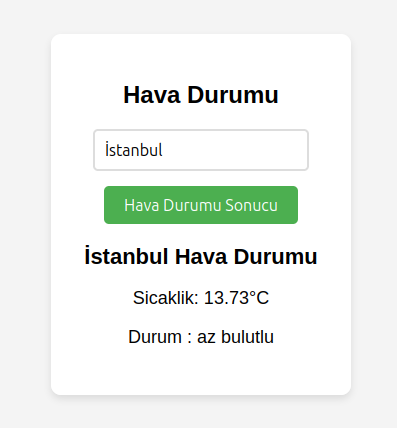 Hava Durumu
İstanbul
Hava Durumu Sonucu
İstanbul Hava Durumu
Sicaklik: 13.73°C
Durum : az bulutlu